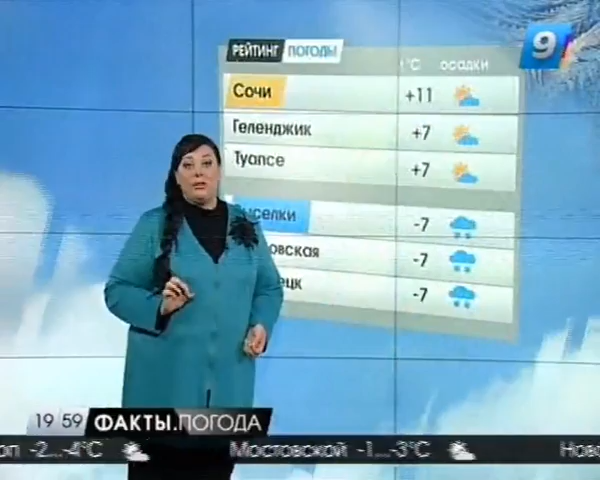 РЕЙТИНГ ПОГОДЫ
°C осадки
9
Сочи +11
Геленджик +7
Туапсе +7
-7
-7
-7
19 59 ФАКТЫ.ПОГОДА
-2...-4°C Мостовской -1...-3°C